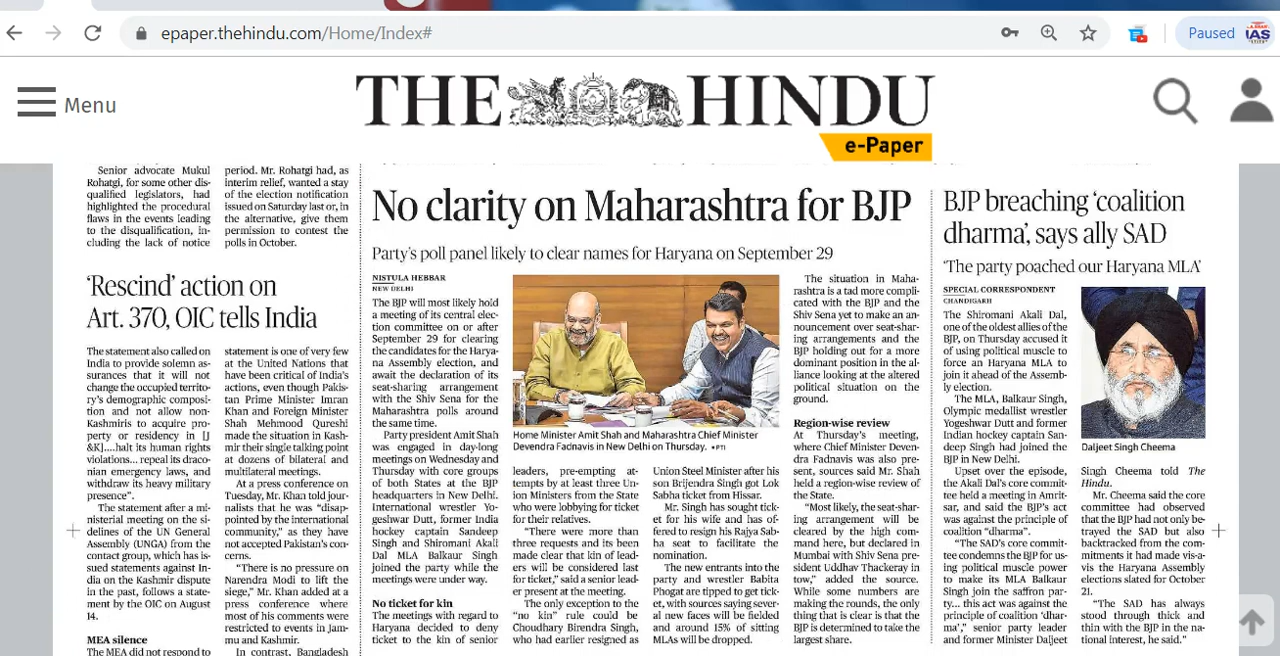 epaper.thehindu.com/Home/Index#
Paused
IAS
Menu
THE HINDU
e-Paper
Senior advocate Mukul
Rohatgi, for some other dis-
qualified legislators, had
highlighted the procedural
flaws in the events leading
to the disqualification, in-
cluding the lack of notice
period. Mr. Rohatgi had, as
interim relief, wanted a stay
of the election notification
issued on Saturday last or, in
the alternative, give them
permission to contest the
polls in October.
‘Rescind’ action on
Art. 370, OIC tells India
The statement also called on
India to provide solemn as-
surances that it will not
change the occupied territo-
ry’s demographic composi-
tion and not allow non-
Kashmiris to acquire pro-
perty or residency in [J
&K]....halt its human rights
violations... repeal its draco-
nian emergency laws, and
withdraw its heavy military
presence”.
The statement after a mi-
nisterial meeting on the si-
delines of the UN General
Assembly (UNGA) from the
contact group, which has is-
sued statements against In-
dia on the Kashmir dispute
in the past, follows a state-
ment by the OIC on August
14.
MEA silence
The MEA did not respond to
statement is one of very few
at the United Nations that
have been critical of India’s
actions, even though Pakis-
tan Prime Minister Imran
Khan and Foreign Minister
Shah Mehmood Qureshi
made the situation in Kash-
mir their single talking point
at dozens of bilateral and
multilateral meetings.
At a press conference on
Tuesday, Mr. Khan told jour-
nalists that he was “disap-
pointed by the international
community,” as they have
not accepted Pakistan’s con-
cerns.
“There is no pressure on
Narendra Modi to lift the
siege,” Mr. Khan added at a
press conference where
most of his comments were
restricted to events in Jam-
mu and Kashmir.
In contrast, Bangladesh
No clarity on Maharashtra for BJP
Party’s poll panel likely to clear names for Haryana on September 29
NISTULA HEBBAR
NEW DELHI
The BJP will most likely hold
a meeting of its central elec-
tion committee on or after
September 29 for clearing
the candidates for the Harya-
na Assembly election, and
await the declaration of its
seat-sharing arrangement
with the Shiv Sena for the
Maharashtra polls around
the same time.
Party president Amit Shah
was engaged in day-long
meetings on Wednesday and
Thursday with core groups
of both States at the BJP
headquarters in New Delhi.
International wrestler Yo-
geshwar Dutt, former India
hockey captain Sandeep
Singh and Shiromani Akali
Dal MLA Balkaur Singh
joined the party while the
meetings were under way.
No ticket for kin
The meetings with regard to
Haryana decided to deny
ticket to the kin of senior
Home Minister Amit Shah and Maharashtra Chief Minister
Devendra Fadnavis in New Delhi on Thursday. •PTI
leaders, pre-empting at-
tempts by at least three Un-
ion Ministers from the State
who were lobbying for ticket
for their relatives.
“There were more than
three requests and its been
made clear that kin of lead-
ers will be considered last
for ticket,” said a senior lead-
er present at the meeting.
The only exception to the
“no kin” rule could be
Choudhary Birendra Singh,
who had earlier resigned as
Union Steel Minister after his
son Brijendra Singh got Lok
Sabha ticket from Hissar.
Mr. Singh has sought tick-
et for his wife and has of-
fered to resign his Rajya Sab-
ha seat to facilitate the
nomination.
The new entrants into the
party and wrestler Babita
Phogat are tipped to get tick-
et, with sources saying sever-
al new faces will be fielded
and around 15% of sitting
MLAs will be dropped.
The situation in Maha-
rashtra is a tad more compli-
cated with the BJP and the
Shiv Sena yet to make an an-
nouncement over seat-shar-
ing arrangements and the
BJP holding out for a more
dominant position in the al-
liance looking at the altered
political situation on the
ground.
Region-wise review
At Thursday’s meeting,
where Chief Minister Deven-
dra Fadnavis was also pre-
sent, sources said Mr. Shah
held a region-wise review of
the State.
“Most likely, the seat-shar-
ing arrangement will be
cleared by the high com-
mand here, but declared in
Mumbai with Shiv Sena pre-
sident Uddhav Thackeray in
tow,” added the source.
While some numbers are
making the rounds, the only
thing that is clear is that the
BJP is determined to take the
largest share.
BJP breaching ‘coalition
dharma’, says ally SAD
‘The party poached our Haryana MLA’
SPECIAL CORRESPONDENT
CHANDIGARH
The Shiromani Akali Dal,
one of the oldest allies of the
BJP, on Thursday accused it
of using political muscle to
force an Haryana MLA to
join it ahead of the Assemb-
ly election.
The MLA, Balkaur Singh,
Olympic medallist wrestler
Yogeshwar Dutt and former
Indian hockey captain San-
deep Singh had joined the
BJP in New Delhi.
Upset over the episode,
the Akali Dal’s core commit-
tee held a meeting in Amrit-
sar, and said the BJP’s act
was against the principle of
coalition “dharma”.
“The SAD’s core commit-
tee condemns the BJP for us-
ing political muscle power
to make its MLA Balkaur
Singh join the saffron par-
ty... this act was against the
principle of coalition ‘dhar-
ma’,” senior party leader
and former Minister Daljeet
Daljeet Singh Cheema
Singh Cheema told The
Hindu.
Mr. Cheema said the core
committee had observed
that the BJP had not only be-
trayed the SAD but also
backtracked from the com-
mitments it had made vis-a-
vis the Haryana Assembly
elections slated for October
21.
“The SAD has always
stood through thick and
thin with the BJP in the na-
tional interest, he said.”